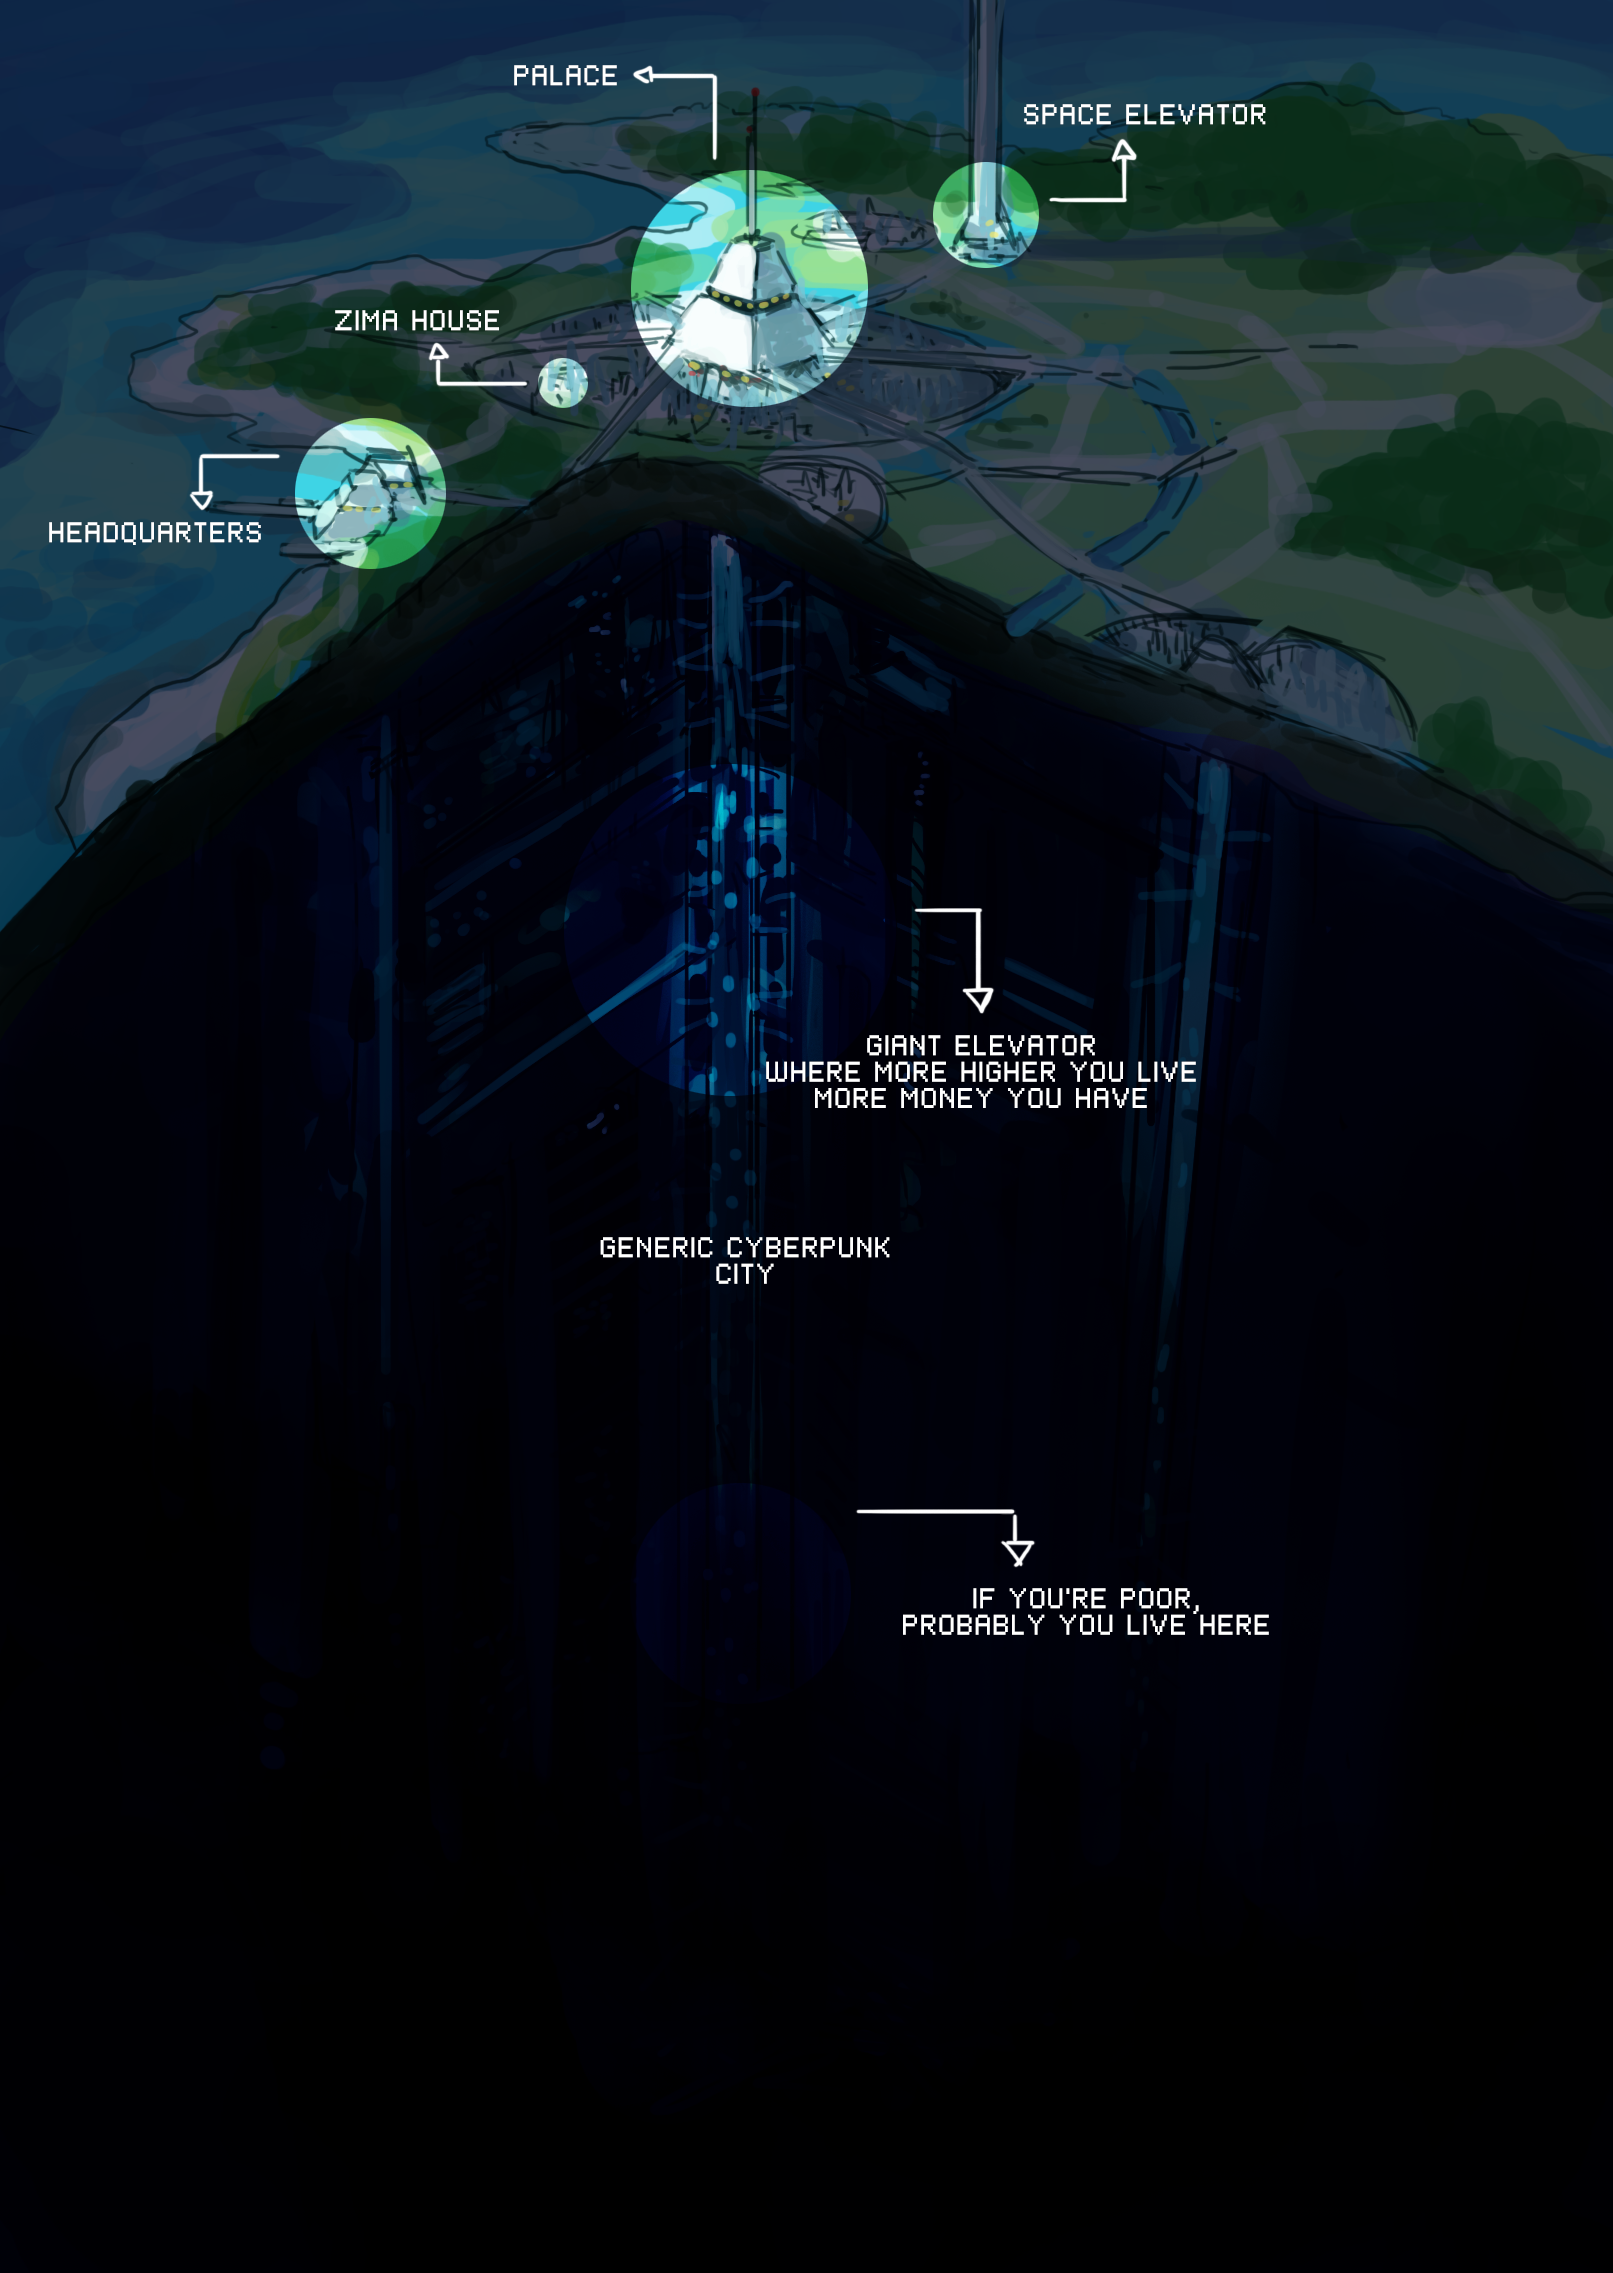 PALACE
SPACE ELEVATOR
ZIMA HOUSE
HEADQUARTERS
GIANT ELEVATOR
WHERE MORE HIGHER YOU LIVE
MORE MONEY YOU HAVE
GENERIC CYBERPUNK
CITY
IF YOU'RE POOR,
PROBABLY YOU LIVE HERE